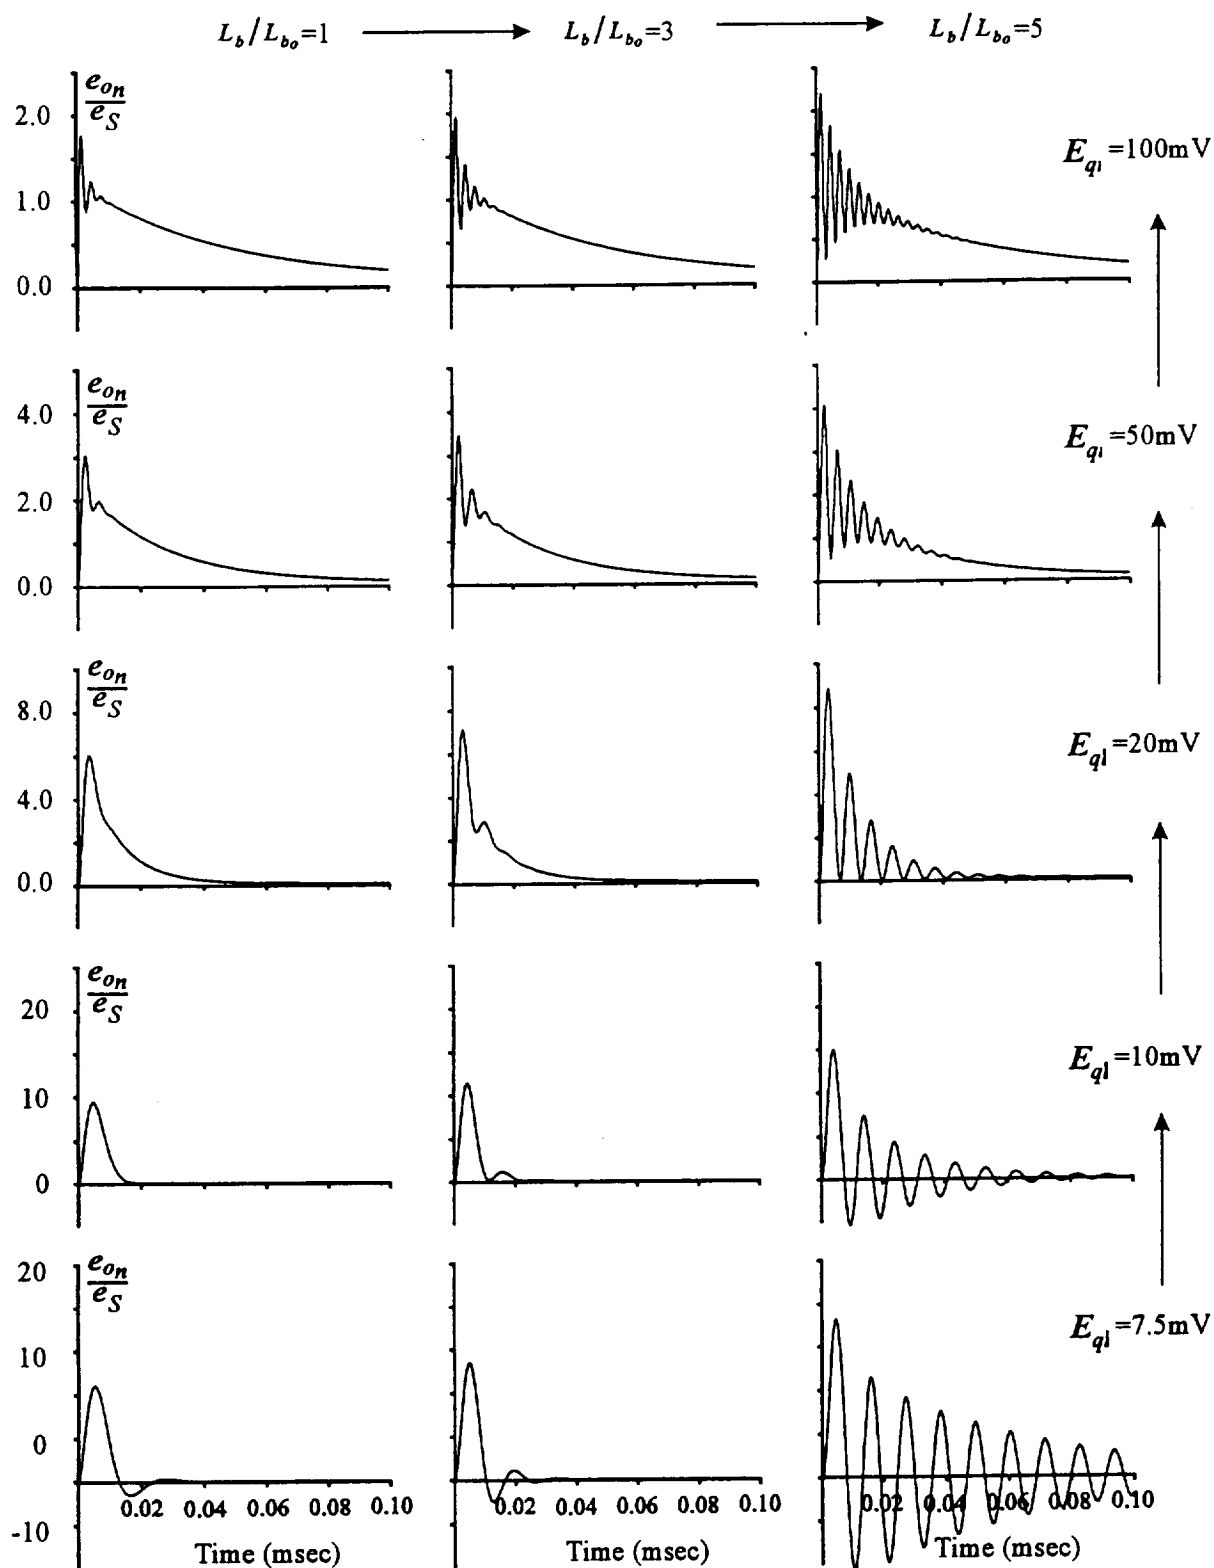 L_b/L_bo=1 L_b/L_bo=3 L_b/L_bo=5
e_on/e_S
2.0
1.0
0.0
E_ql=100mV
e_on/e_S
4.0
2.0
0.0
E_ql=50mV
e_on/e_S
8.0
4.0
0.0
E_ql=20mV
e_on/e_S
20
10
0
E_ql=10mV
e_on/e_S
20
10
0
-10
E_ql=7.5mV
0.02 0.04 0.06 0.08 0.10
0.02 0.04 0.06 0.08 0.10
0.02 0.04 0.06 0.08 0.10
Time (msec) Time (msec) Time (msec)